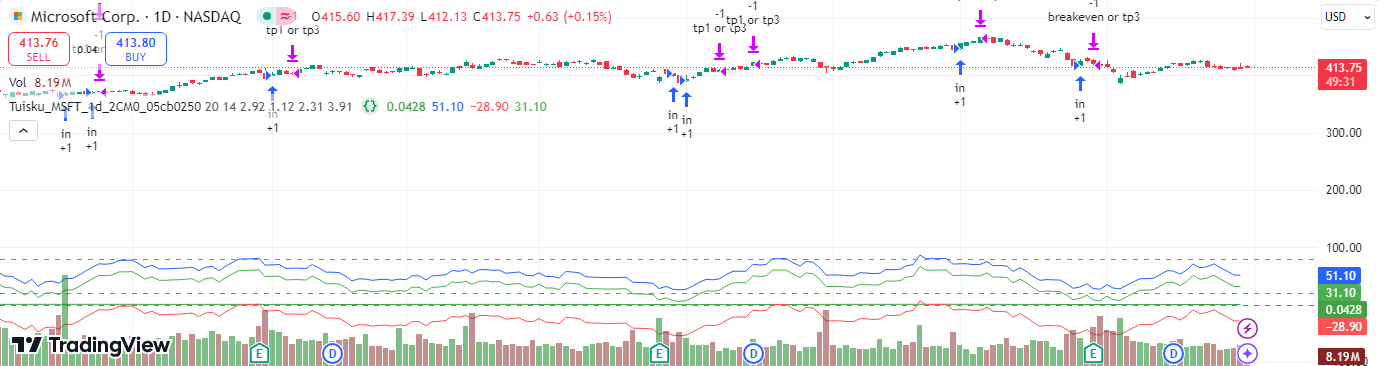 Microsoft Corp. · 1D · NASDAQ O415.60 H417.39 L412.13 C413.75 +0.63 (+0.15%)
USD
413.76 SELL
0.04
413.80 BUY
Vol 8.19M
Tuisku_MSFT_1d_2CM0_05cb0250 20 14 2.92 1.12 2.31 3.91 {} 0.0428 51.10 −28.90 31.10
in
+1
in
+1
-1
tp1 or tp3
in
+1
in
+1
in
+1
-1
tp1 or tp3
-1
tp1 or tp3
in
+1
-1
breakeven or tp3
in
+1
413.75
49:31
300.00
200.00
100.00
51.10
31.10
0.0428
−28.90
8.19M
TradingView
E
D
E
D
E
D